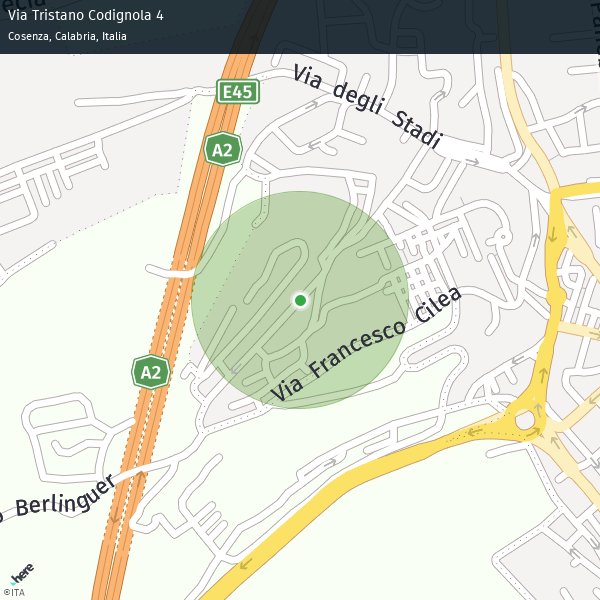 Via Tristano Codignola 4
Cosenza, Calabria, Italia
E45
Via degli Stadi
A2
Via Francesco Cilea
A2
Berlinguer
here
©ITA